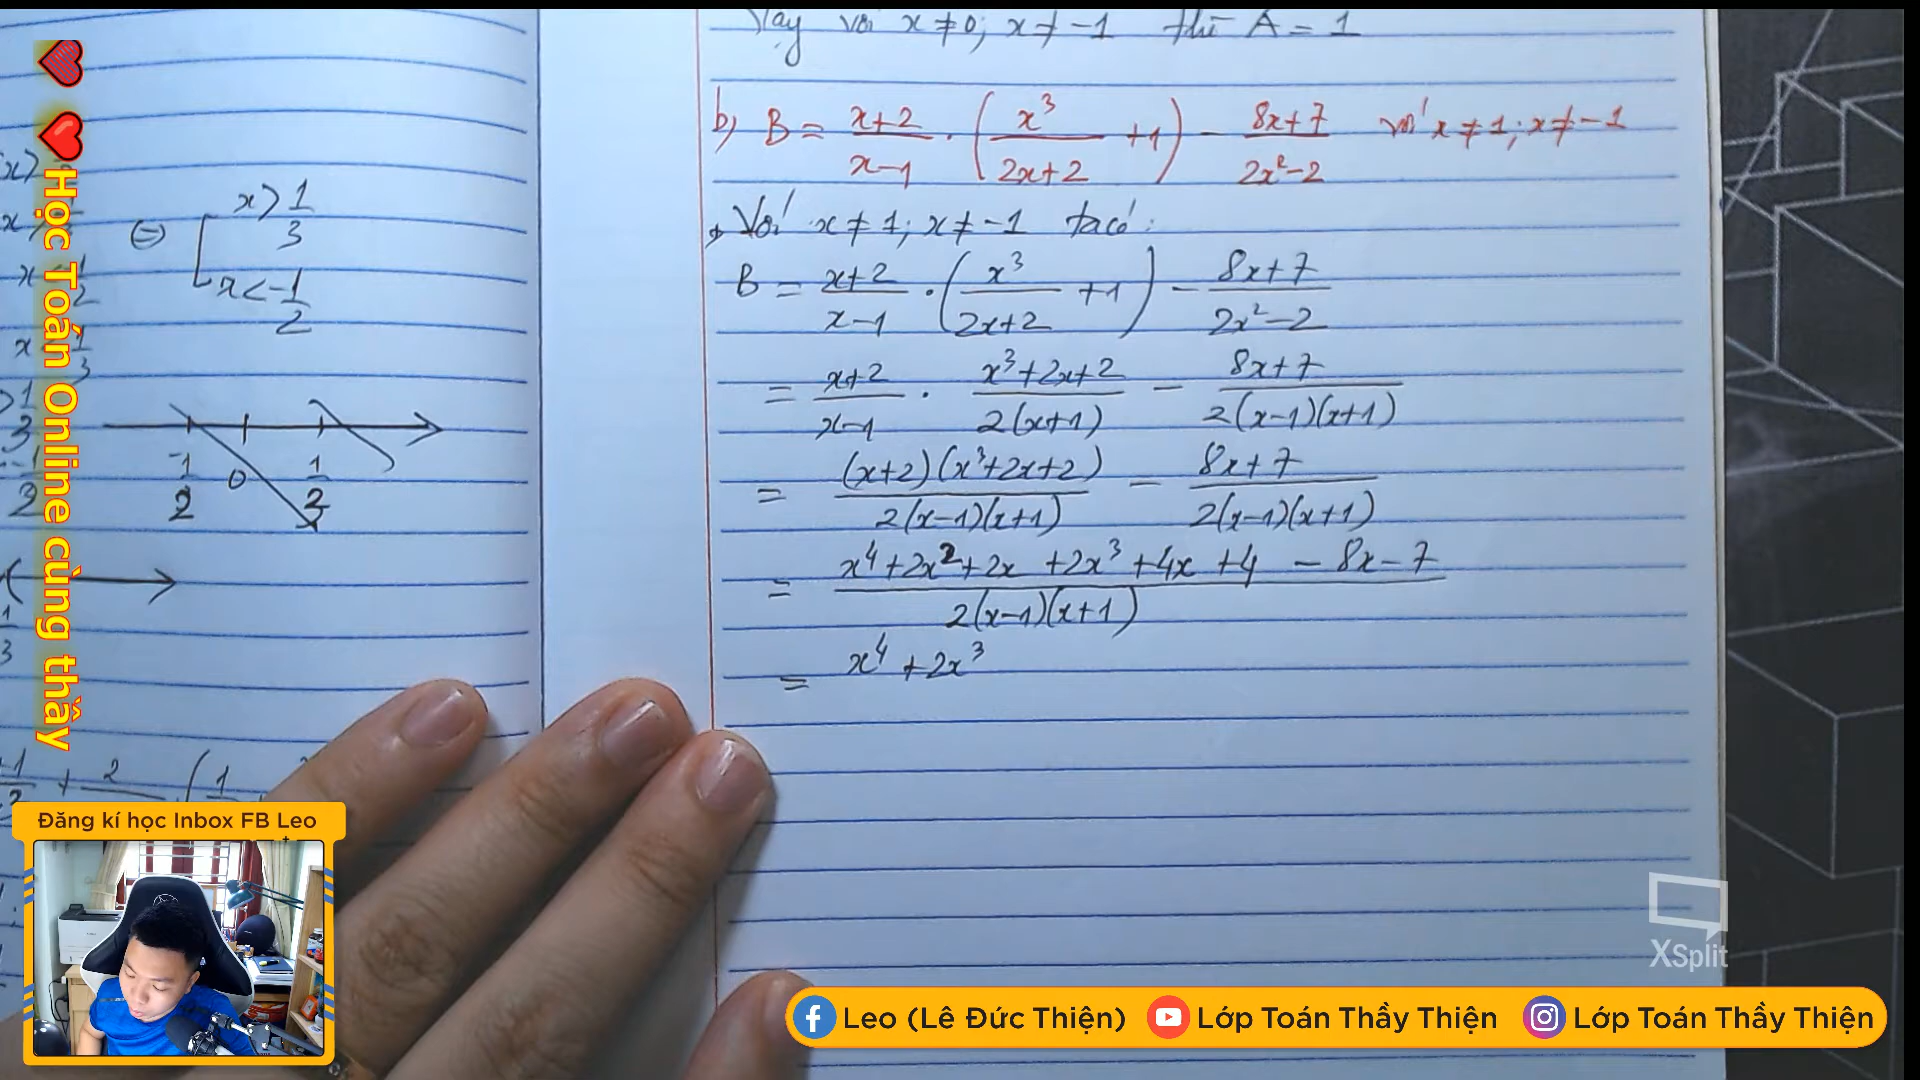 Vậy với x ≠ 0; x ≠ -1 thì A = 1
b) B = x+2 / x-1 · ( x³ / 2x+2 + 1 ) - 8x+7 / 2x²-2 với x ≠ 1; x ≠ -1
Với x ≠ 1; x ≠ -1 ta có:
B = x+2 / x-1 · ( x³ / 2x+2 + 1 ) - 8x+7 / 2x²-2
= x+2 / x-1 · x³+2x+2 / 2(x+1) - 8x+7 / 2(x-1)(x+1)
= (x+2)(x³+2x+2) / 2(x-1)(x+1) - 8x+7 / 2(x-1)(x+1)
= x⁴+2x²+2x +2x³+4x+4 - 8x-7 / 2(x-1)(x+1)
= x⁴ + 2x³
⇔ [ x > 1/3
x < -1/2
-1/2 0 1/3
Học Toán Online cùng thầy
Đăng kí học Inbox FB Leo
XSplit
Leo (Lê Đức Thiện) Lớp Toán Thầy Thiện Lớp Toán Thầy Thiện